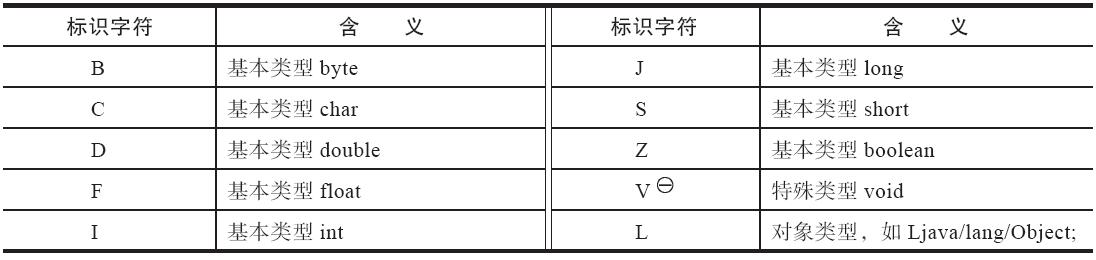 标识字符 含 义 标识字符 含 义
B 基本类型 byte J 基本类型 long
C 基本类型 char S 基本类型 short
D 基本类型 double Z 基本类型 boolean
F 基本类型 float V㊀ 特殊类型 void
I 基本类型 int L 对象类型，如 Ljava/lang/Object;